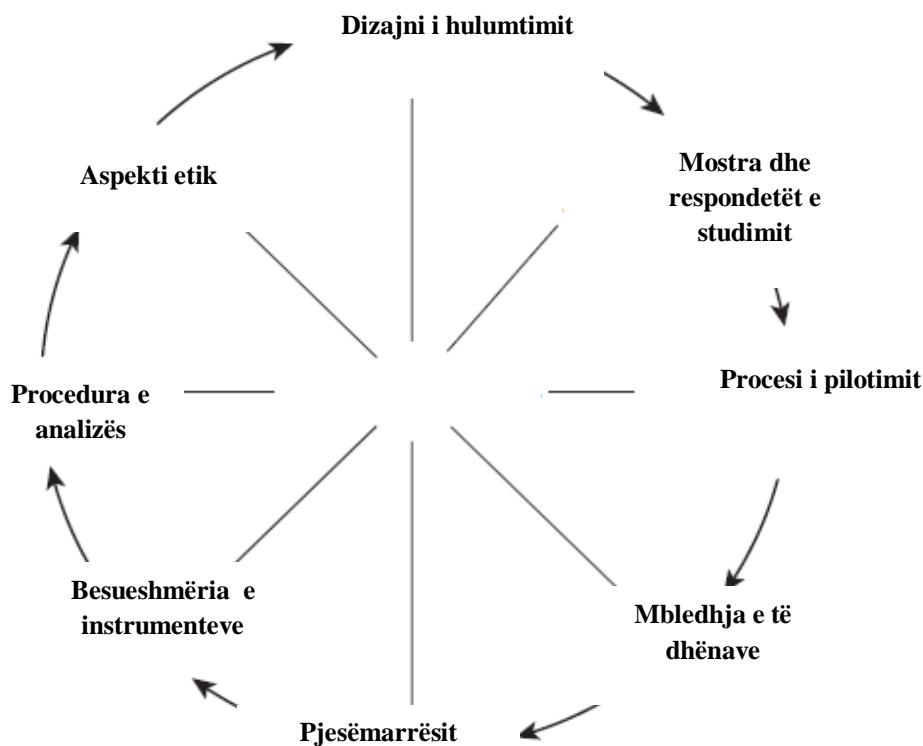 Dizajni i hulumtimit
Mostra dhe
respondetët e
studimit
Procesi i pilotimit
Mbledhja e të
dhënave
Pjesëmarrësit
Besueshmëria e
instrumenteve
Procedura e
analizës
Aspekti etik